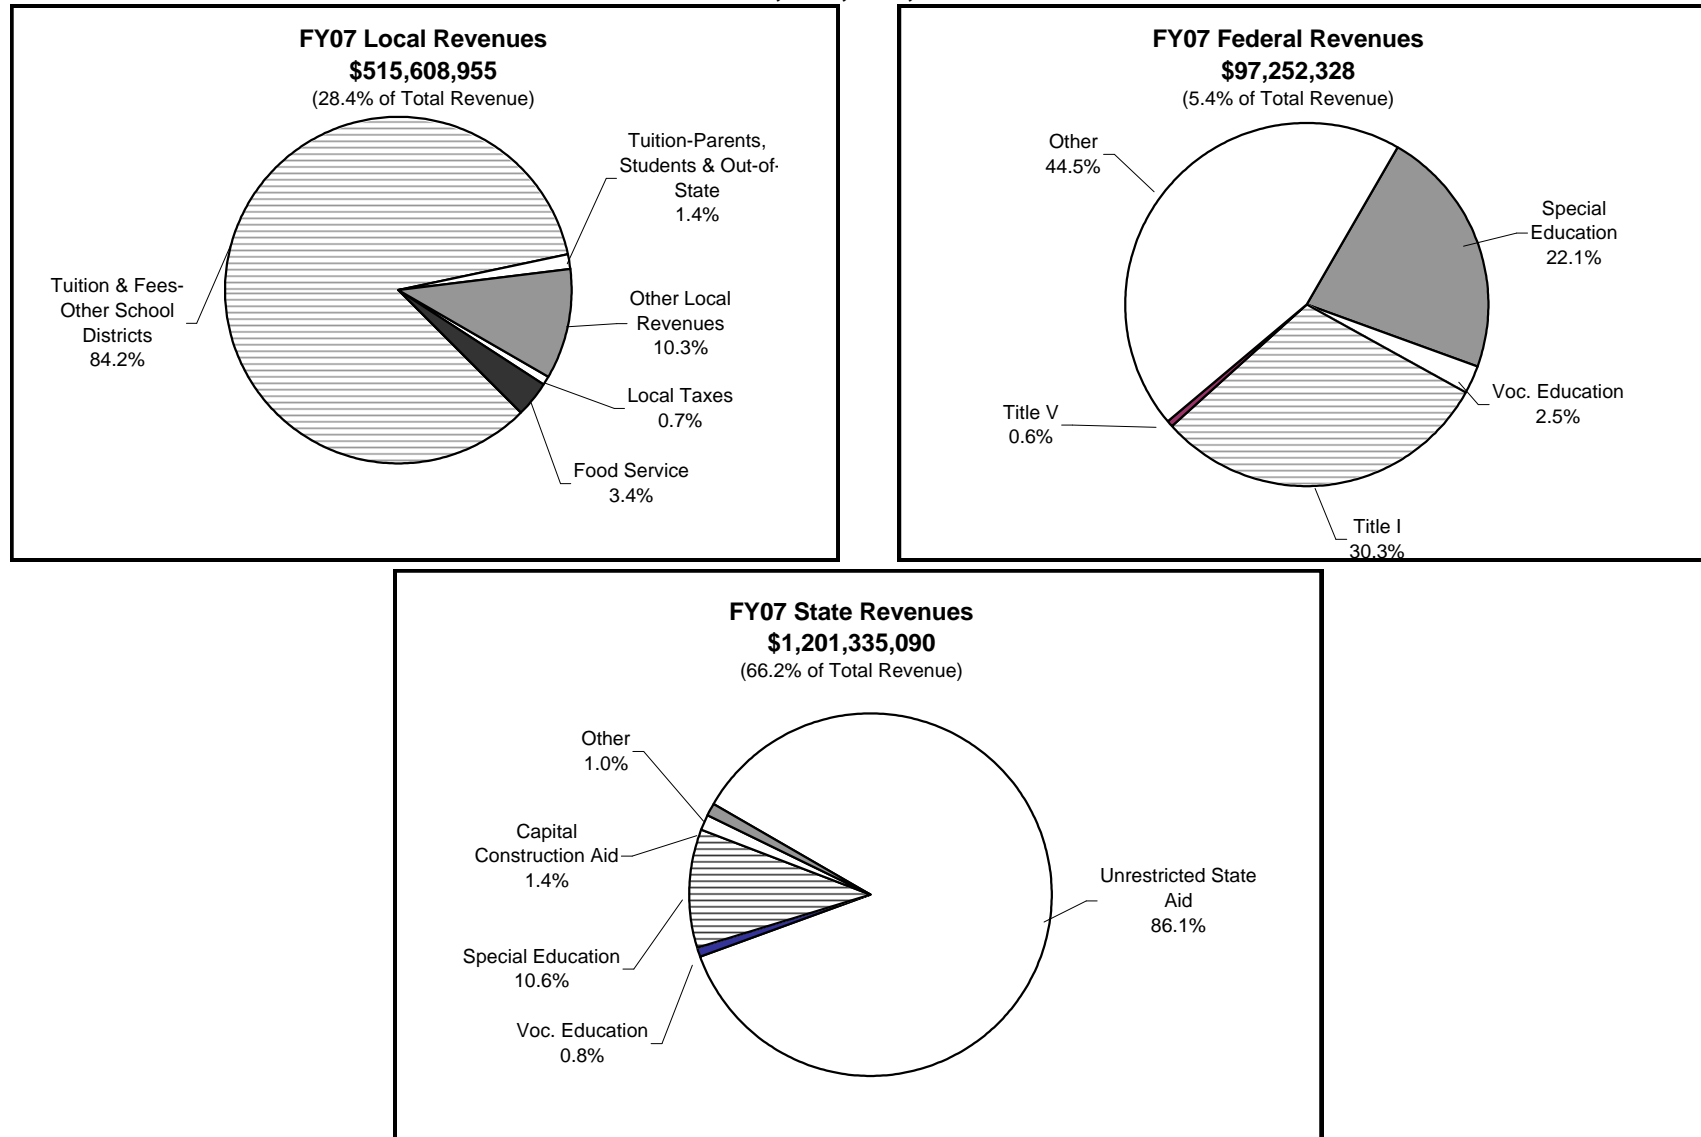 FY07 Local Revenues
$515,608,955
(28.4% of Total Revenue)
Tuition-Parents,
Students & Out-of-
State
1.4%
Tuition & Fees-
Other School
Districts
84.2%
Other Local
Revenues
10.3%
Local Taxes
0.7%
Food Service
3.4%
FY07 Federal Revenues
$97,252,328
(5.4% of Total Revenue)
Other
44.5%
Special
Education
22.1%
Voc. Education
2.5%
Title V
0.6%
Title I
30.3%
FY07 State Revenues
$1,201,335,090
(66.2% of Total Revenue)
Other
1.0%
Capital
Construction Aid
1.4%
Unrestricted State
Aid
86.1%
Special Education
10.6%
Voc. Education
0.8%